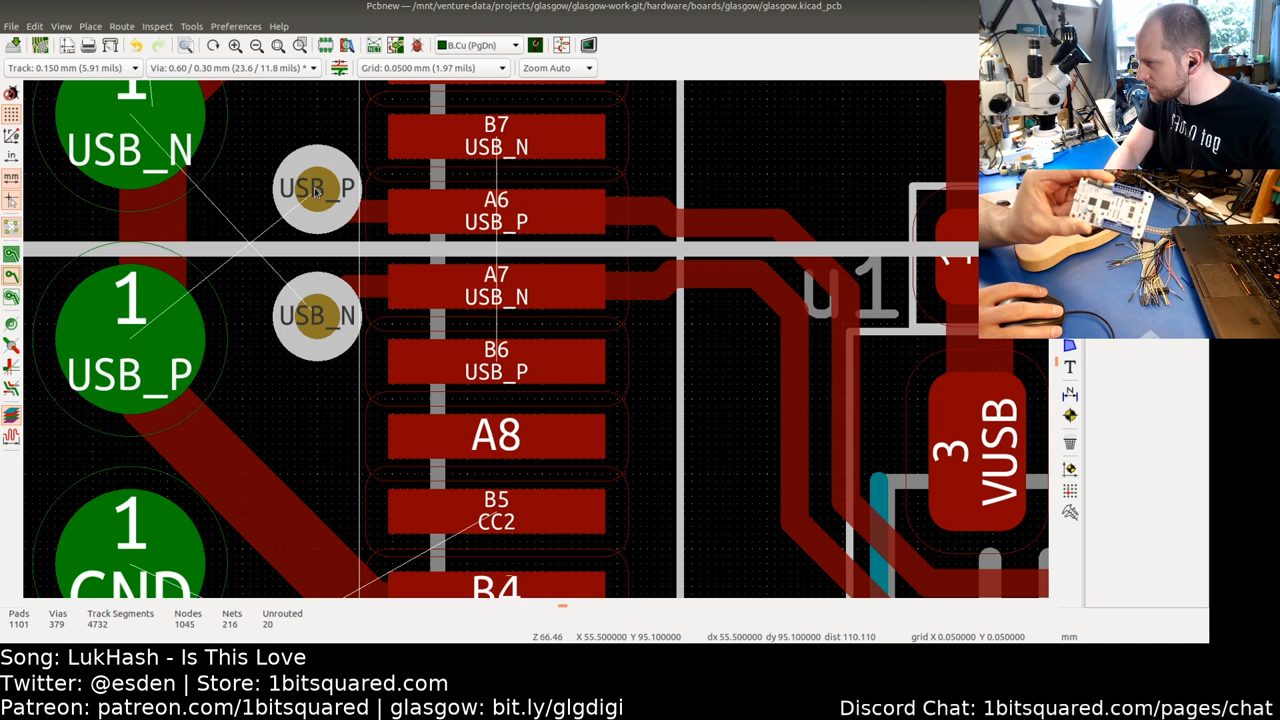 Pcbnew — /mnt/venture-data/projects/glasgow/glasgow-work-git/hardware/boards/glasgow/glasgow.kicad_pcb
File Edit View Place Route Inspect Tools Preferences Help
B.Cu (PgDn)
Track: 0.150 mm (5.91 mils) Via: 0.60 / 0.30 mm (23.6 / 11.8 mils) * Grid: 0.0500 mm (1.97 mils) Zoom Auto
in
mm
1
USB_N
B7
USB_N
USB_P
A6
USB_P
1
USB_P
USB_N
A7
USB_N
U1
1
B6
USB_P
A8
3
VUSB
B5
CC2
1
GND
B4
T
N
Pads Vias Track Segments Nodes Nets Unrouted
1101 379 4732 1045 216 20
Z 66.46 X 55.500000 Y 95.100000 dx 55.500000 dy 95.100000 dist 110.110 grid X 0.050000 Y 0.050000 mm
Song: LukHash - Is This Love
Twitter: @esden | Store: 1bitsquared.com
Patreon: patreon.com/1bitsquared | glasgow: bit.ly/glgdigi
Discord Chat: 1bitsquared.com/pages/chat